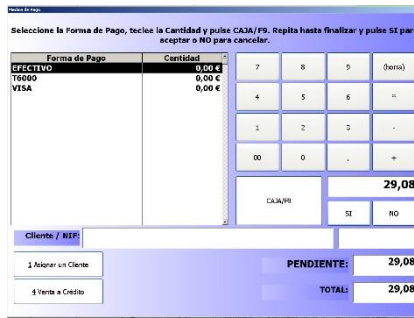 Medios de Pago
Seleccione la Forma de Pago, teclee la Cantidad y pulse CAJA/F9. Repita hasta finalizar y pulse SI par
aceptar o NO para cancelar.
Forma de Pago Cantidad
EFECTIVO 0,00 €
T6000 0,00 €
VISA 0,00 €
7 8 9 (borra)
4 5 6 =
1 2 3 -
00 0 . +
CAJA/F9
29,08
SI NO
Cliente / NIF:
1 Asignar un Cliente
PENDIENTE: 29,08
4 Venta a Crédito
TOTAL: 29,08